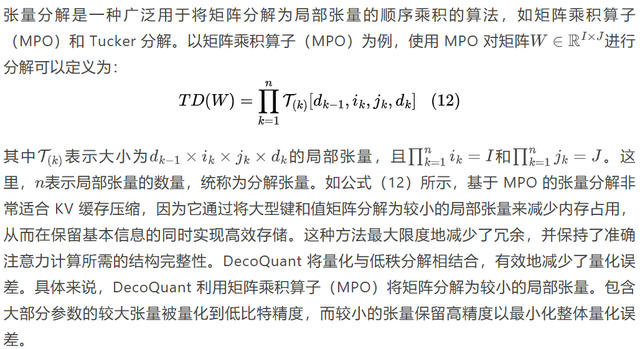 张量分解是一种广泛用于将矩阵分解为局部张量的顺序乘积的算法，如矩阵乘积算子
（MPO）和 Tucker 分解。以矩阵乘积算子（MPO）为例，使用 MPO 对矩阵W ∈ ℝ^{I×J}进行
分解可以定义为：
TD(W) = ∏_{k=1}^{n} 𝒯_{(k)}[d_{k−1}, i_k, j_k, d_k] (12)
其中𝒯_{(k)}表示大小为d_{k−1} × i_k × j_k × d_k的局部张量，且∏_{k=1}^{n} i_k = I和∏_{k=1}^{n} j_k = J。这
里，n表示局部张量的数量，统称为分解张量。如公式（12）所示，基于 MPO 的张量分解非
常适合 KV 缓存压缩，因为它通过将大型键和值矩阵分解为较小的局部张量来减少内存占用，
从而在保留基本信息的同时实现高效存储。这种方法最大限度地减少了冗余，并保持了准确
注意力计算所需的结构完整性。DecoQuant 将量化与低秩分解相结合，有效地减少了量化误
差。具体来说，DecoQuant 利用矩阵乘积算子（MPO）将矩阵分解为较小的局部张量。包含
大部分参数的较大张量被量化到低比特精度，而较小的张量保留高精度以最小化整体量化误
差。